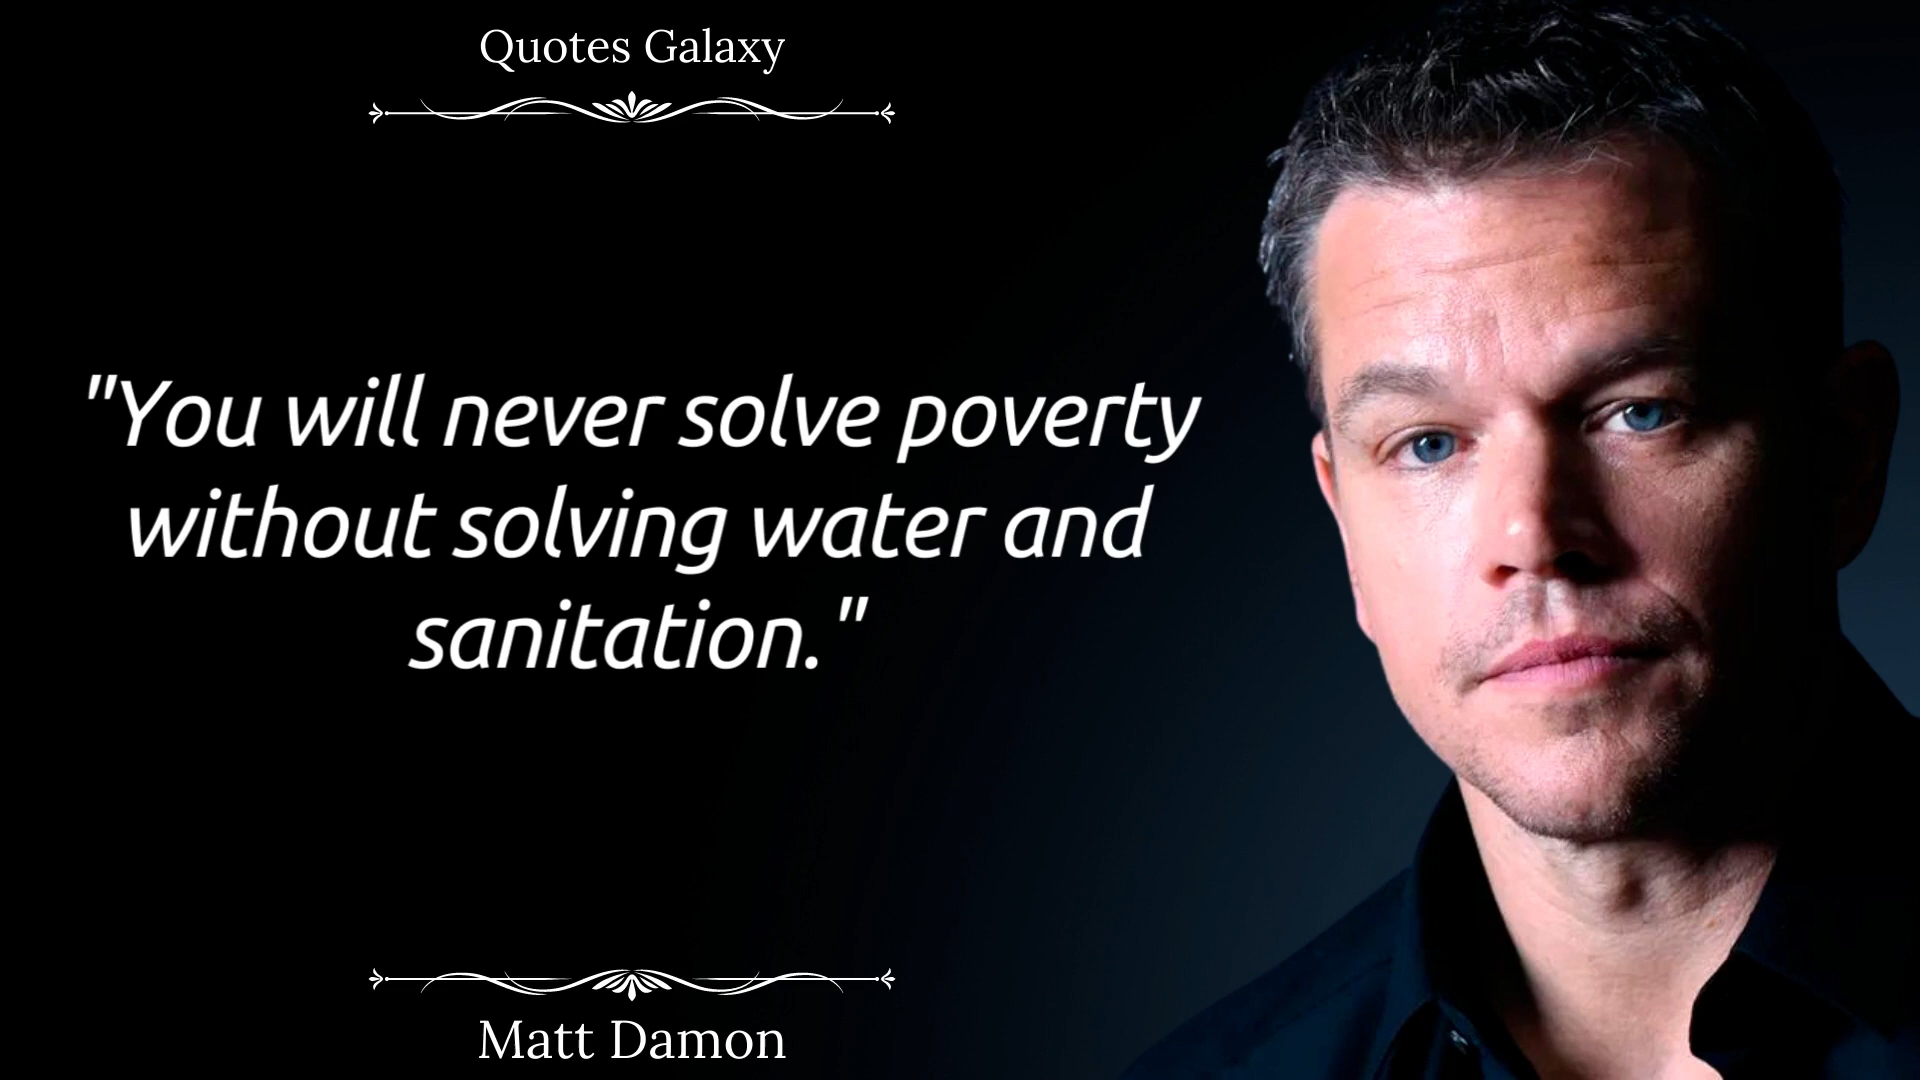 Quotes Galaxy
"You will never solve poverty
without solving water and
sanitation."
Matt Damon